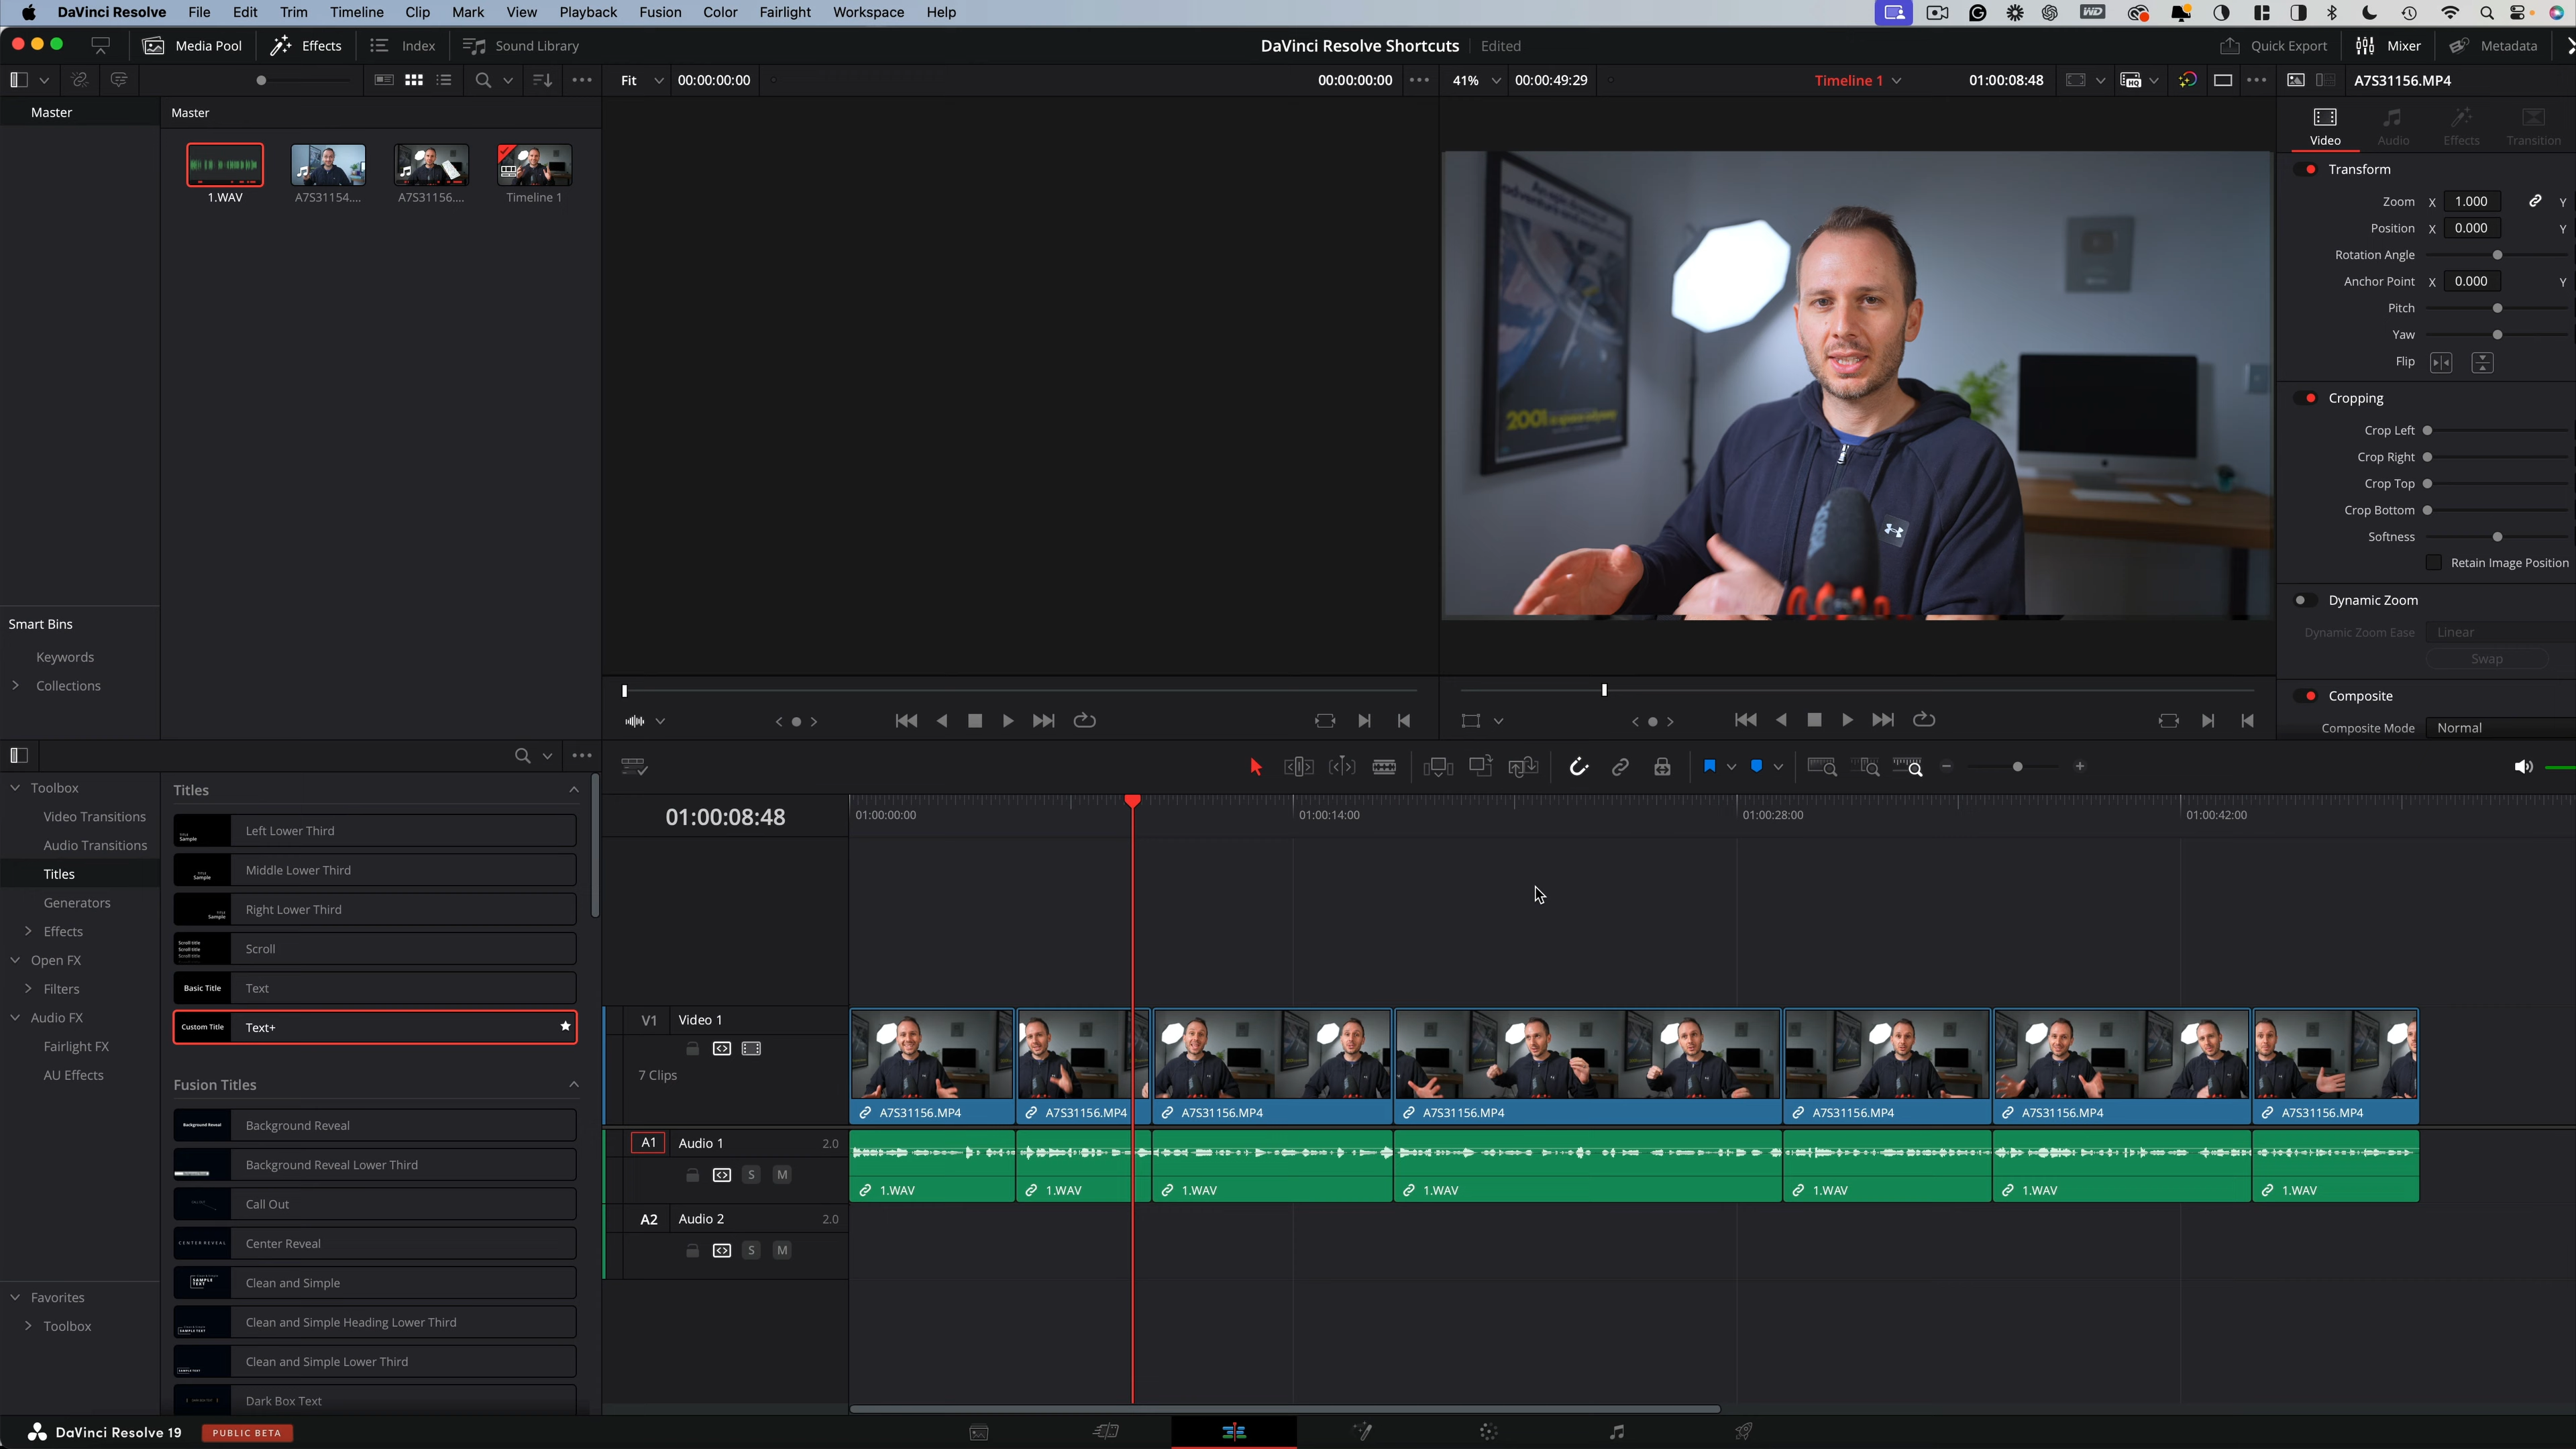 DaVinci Resolve File Edit Trim Timeline Clip Mark View Playback Fusion Color Fairlight Workspace Help
Media Pool Effects Index Sound Library DaVinci Resolve Shortcuts Edited Quick Export Mixer Metadata
Fit 00:00:00:00 00:00:00:00 41% 00:00:49:29 Timeline 1 01:00:08:48 A7S31156.MP4
Master
Master
1.WAV A7S31154.... A7S31156.... Timeline 1
Smart Bins
Keywords
Collections
2001 a space odyssey
Video Audio Effects Transition
Transform
Zoom X 1.000 Y
Position X 0.000 Y
Rotation Angle
Anchor Point X 0.000 Y
Pitch
Yaw
Flip
Cropping
Crop Left
Crop Right
Crop Top
Crop Bottom
Softness
Retain Image Position
Dynamic Zoom
Dynamic Zoom Ease Linear
Swap
Composite
Composite Mode Normal
Toolbox
Video Transitions
Audio Transitions
Titles
Generators
Effects
Open FX
Filters
Audio FX
Fairlight FX
AU Effects
Favorites
Toolbox
Titles
Left Lower Third
Middle Lower Third
Right Lower Third
Scroll
Basic Title Text
Custom Title Text+
Fusion Titles
Background Reveal Background Reveal
Background Reveal Lower Third
Call Out
CENTER REVEAL Center Reveal
SAMPLE TEXT Clean and Simple
Clean and Simple Heading Lower Third
Clean and Simple Lower Third
Dark Box Text
01:00:08:48 01:00:00:00 01:00:14:00 01:00:28:00 01:00:42:00
V1 Video 1
7 Clips
A7S31156.MP4 A7S31156.MP4 A7S31156.MP4 A7S31156.MP4 A7S31156.MP4 A7S31156.MP4 A7S31156.MP4
A1 Audio 1 2.0
S M
1.WAV 1.WAV 1.WAV 1.WAV 1.WAV 1.WAV 1.WAV
A2 Audio 2 2.0
S M
DaVinci Resolve 19 PUBLIC BETA